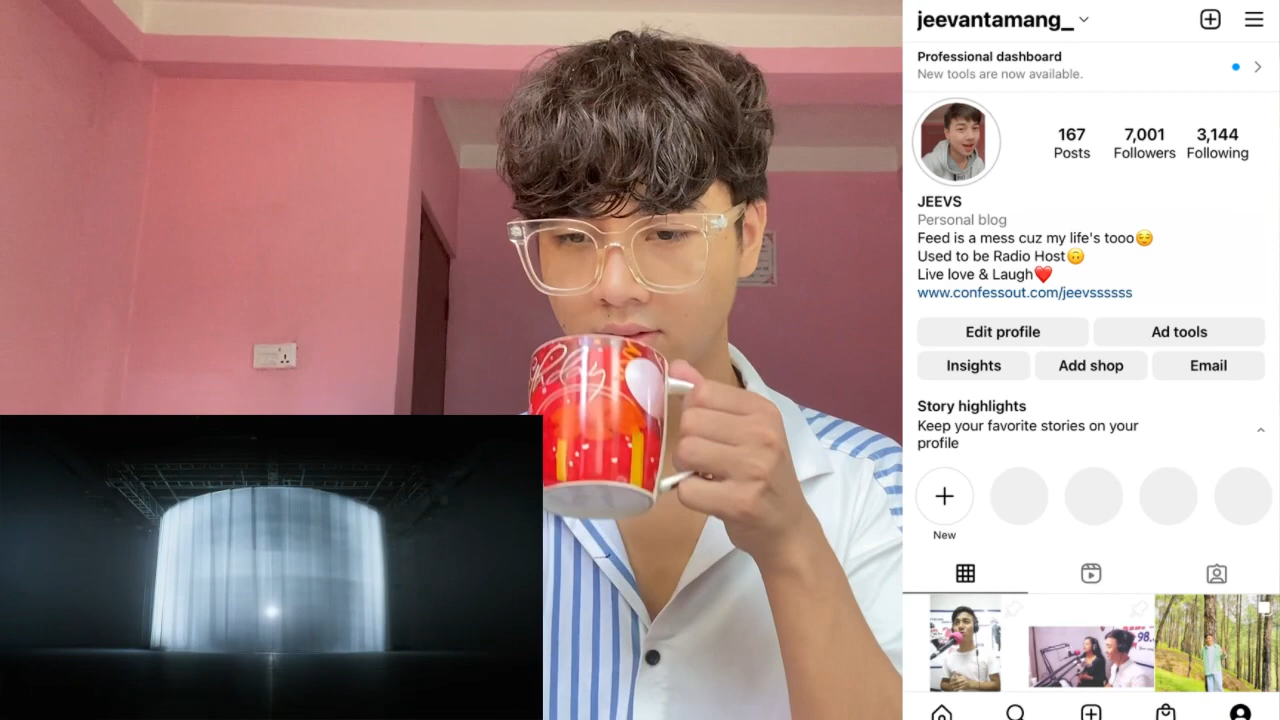 jeevantamang_
Professional dashboard
New tools are now available.
167
Posts
7,001
Followers
3,144
Following
JEEVS
Personal blog
Feed is a mess cuz my life's tooo😌
Used to be Radio Host🙃
Live love & Laugh❤️
www.confessout.com/jeevssssss
Edit profile
Ad tools
Insights
Add shop
Email
Story highlights
Keep your favorite stories on your
profile
New
98.